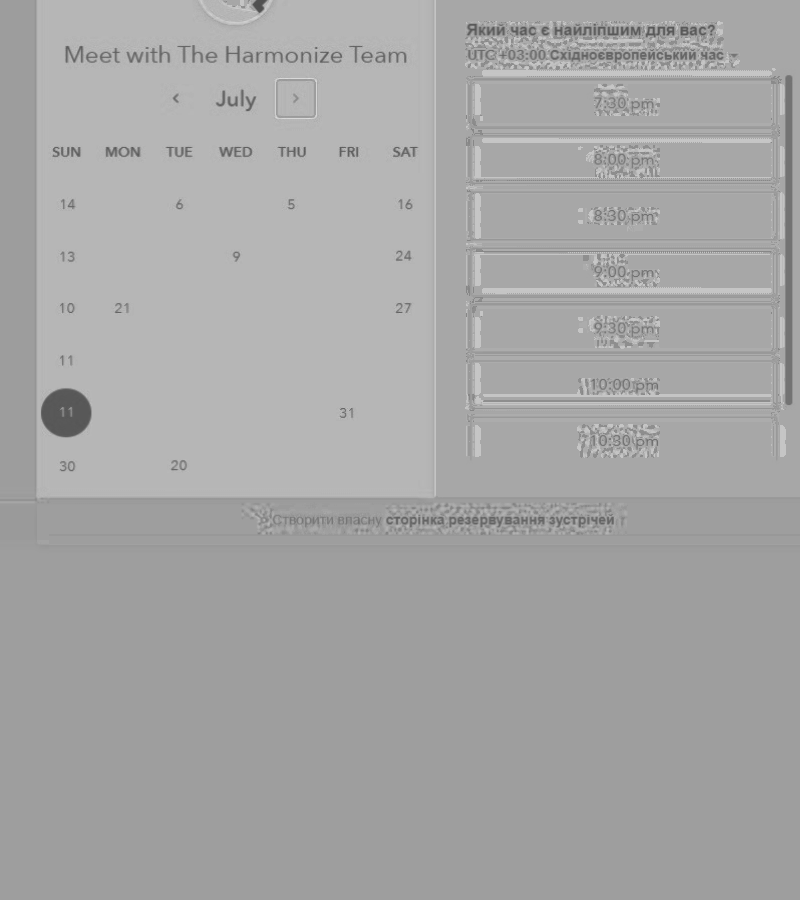 Meet with The Harmonize Team
July
SUN MON TUE WED THU FRI SAT
14 6 5 16
13 9 24
10 21 27
11
11 31
30 20
Який час є найліпшим для вас?
UTC +03:00 Східноєвропейський час
7:30 pm
8:00 pm
8:30 pm
9:00 pm
9:30 pm
10:00 pm
10:30 pm
Створити власну сторінка резервування зустрічей